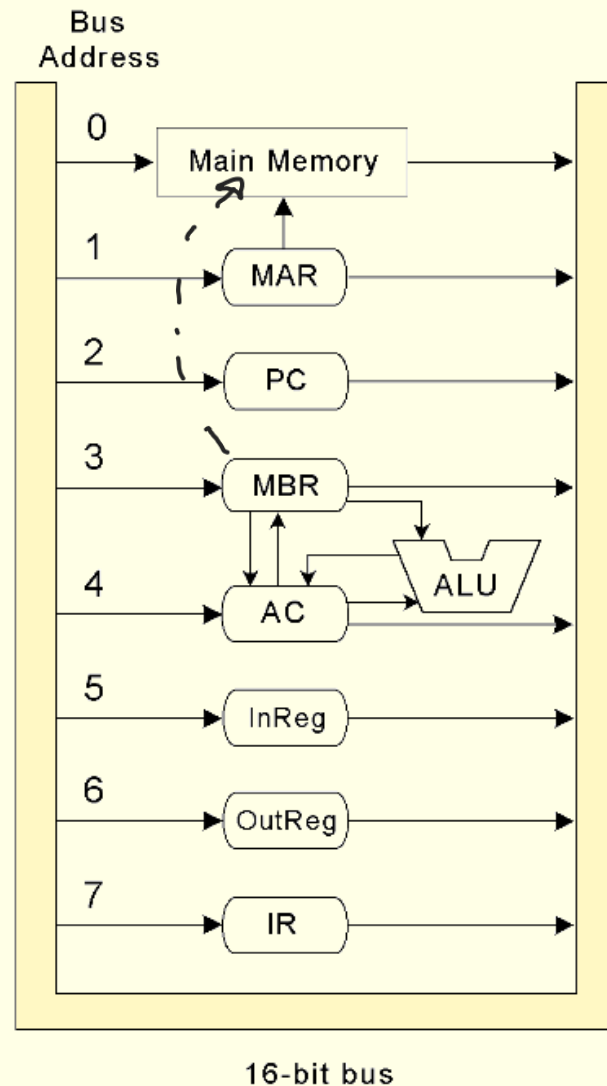 Bus
Address
0
Main Memory
1
MAR
2
PC
3
MBR
ALU
4
AC
5
InReg
6
OutReg
7
IR
16-bit bus